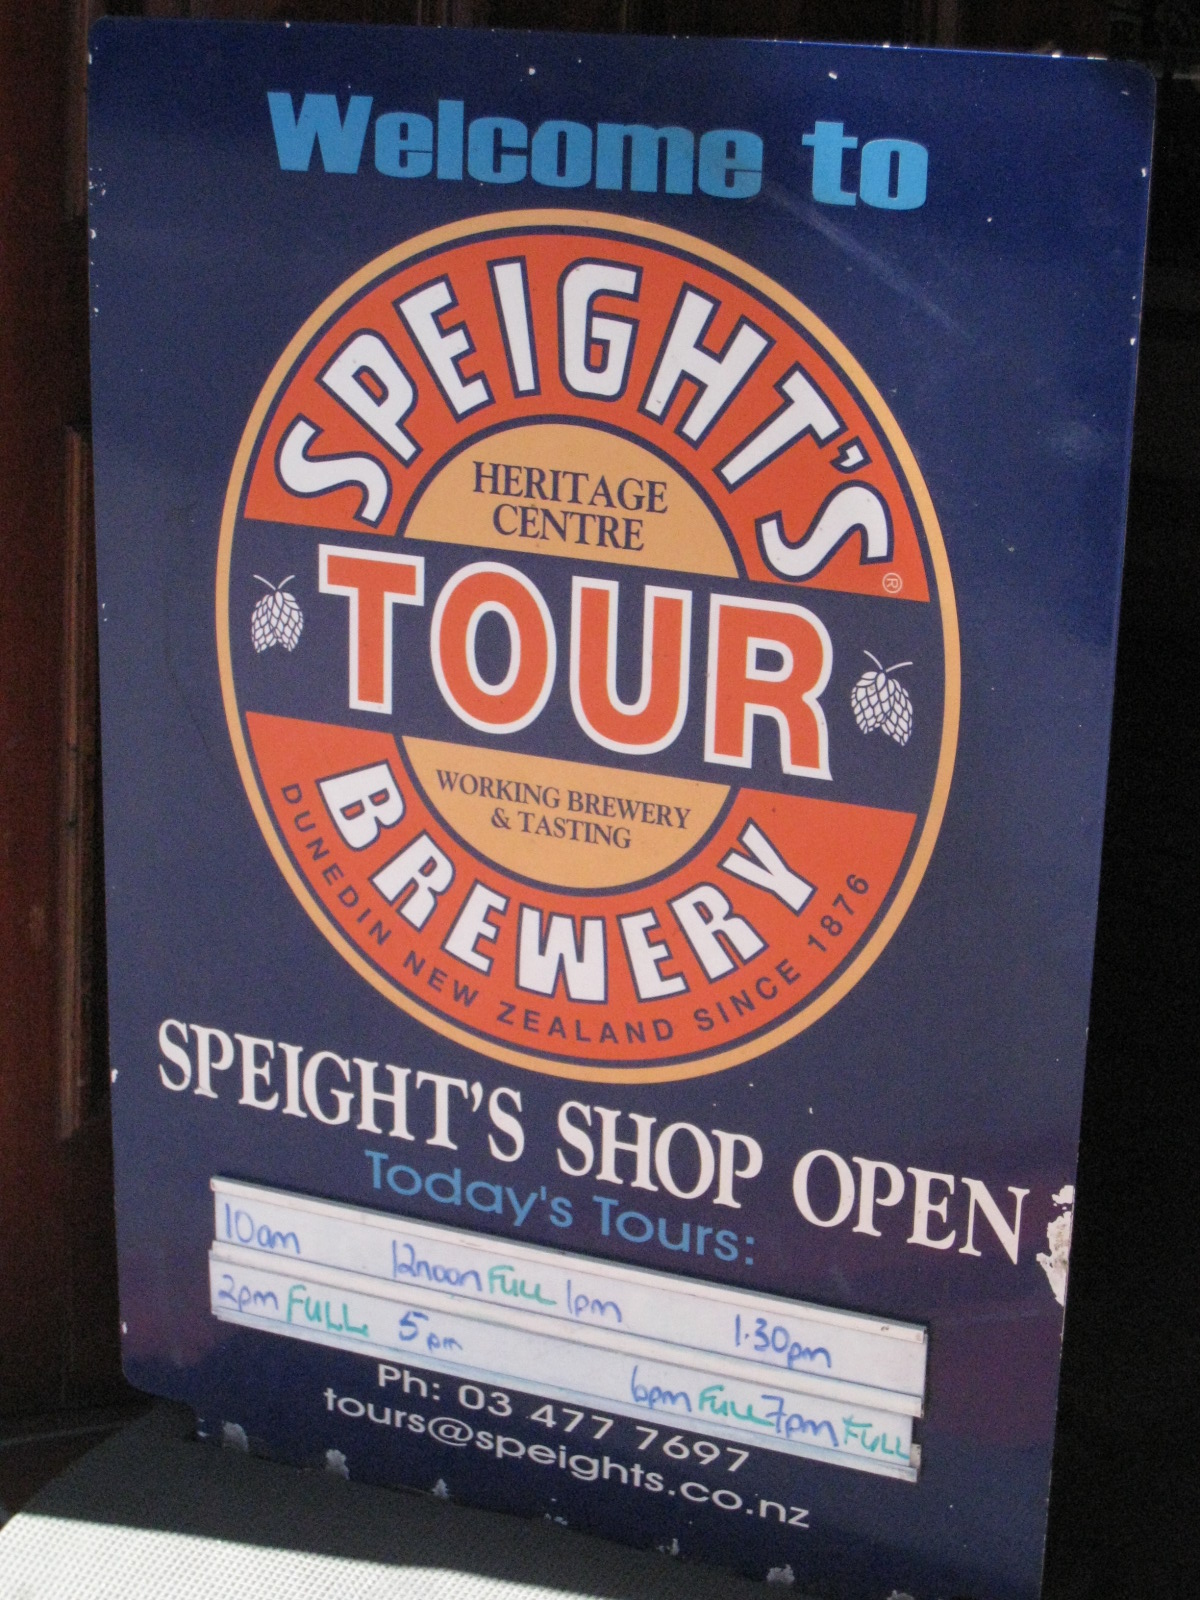 Welcome to
SPEIGHT'S
HERITAGE
CENTRE
®
TOUR
WORKING BREWERY
& TASTING
BREWERY
DUNEDIN NEW ZEALAND SINCE 1876
SPEIGHT'S SHOP OPEN
Today's Tours:
10am 12noon FULL 1pm 1.30pm
2pm FULL 5pm 6pm FULL 7pm FULL
Ph: 03 477 7697
tours@speights.co.nz